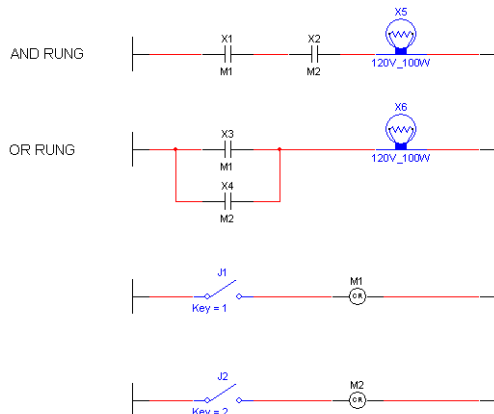 X5
X1
X2
AND RUNG
M1
M2
120V_100W
X6
X3
OR RUNG
M1
120V_100W
X4
M2
J1
M1
CR
Key = 1
J2
M2
CR
Key = 2